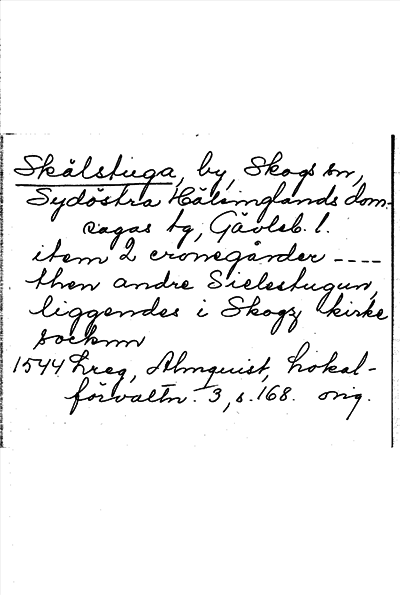 Skålstuga, by, Skogs sn,
Sydöstra Hälsinglands dom-
sagas tg, Gävleb. l.
item 2 cronegårder ----
then andre Sielestugun,
liggendes i Skogz kirke
socknn
1544 Lreg, Almquist, Lokal-
förvaltn. 3, s. 168. orig.